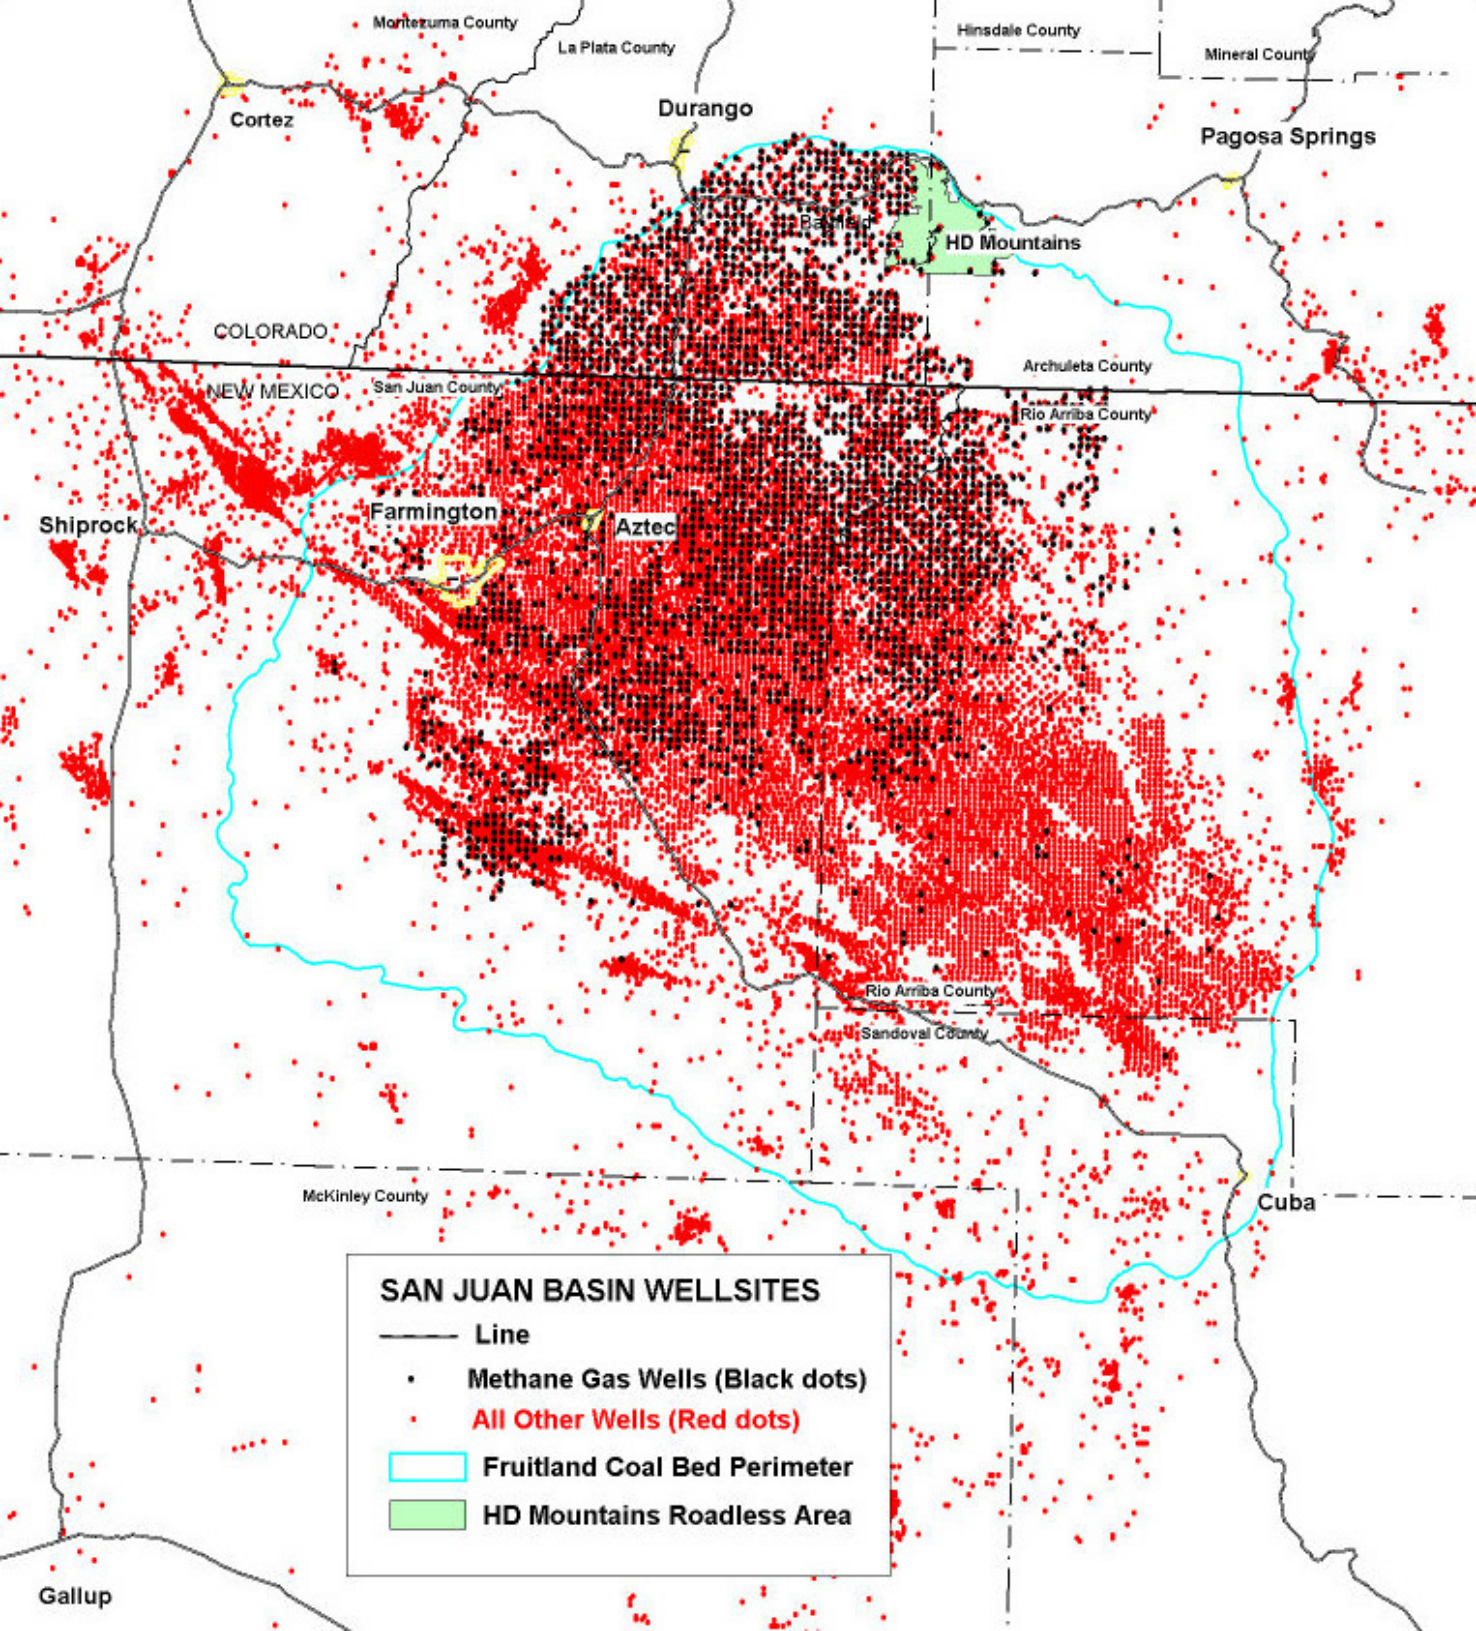 Montezuma County
La Plata County
Hinsdale County
Mineral County
Durango
Cortez
Pagosa Springs
Bayfield
HD Mountains
COLORADO
Archuleta County
NEW MEXICO
San Juan County
Rio Arriba County
Farmington
Shiprock
Aztec
Rio Arriba County
Sandoval County
McKinley County
Cuba
SAN JUAN BASIN WELLSITES
Line
Methane Gas Wells (Black dots)
All Other Wells (Red dots)
Fruitland Coal Bed Perimeter
HD Mountains Roadless Area
Gallup